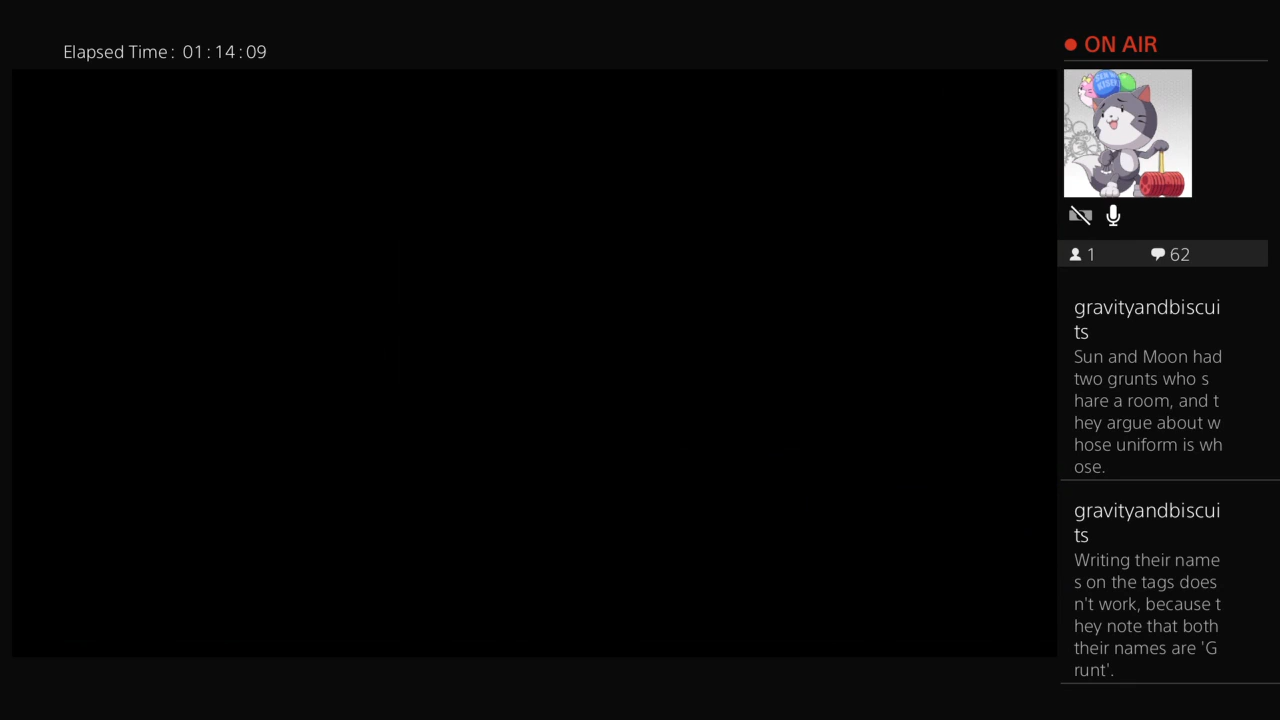 Elapsed Time: 01:14:09
ON AIR
1 62
gravityandbiscui
ts
Sun and Moon had
two grunts who s
hare a room, and t
hey argue about w
hose uniform is wh
ose.
gravityandbiscui
ts
Writing their name
s on the tags does
n't work, because t
hey note that both
their names are 'G
runt'.